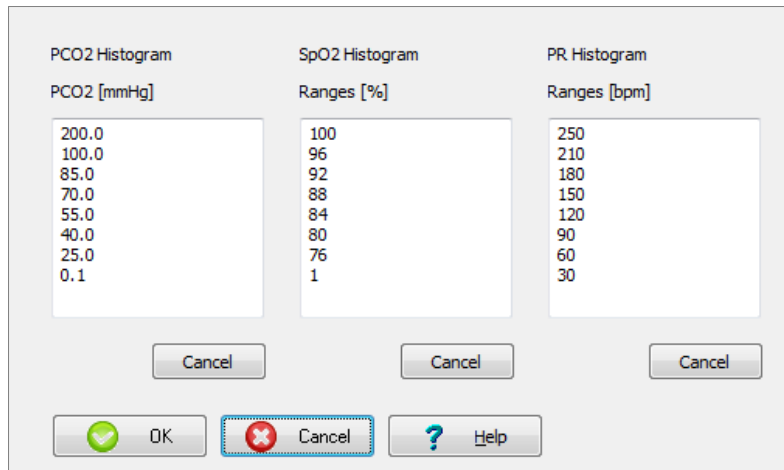 PCO2 Histogram
PCO2 [mmHg]
200.0
100.0
85.0
70.0
55.0
40.0
25.0
0.1
Cancel
SpO2 Histogram
Ranges [%]
100
96
92
88
84
80
76
1
Cancel
PR Histogram
Ranges [bpm]
250
210
180
150
120
90
60
30
Cancel
OK
Cancel
Help